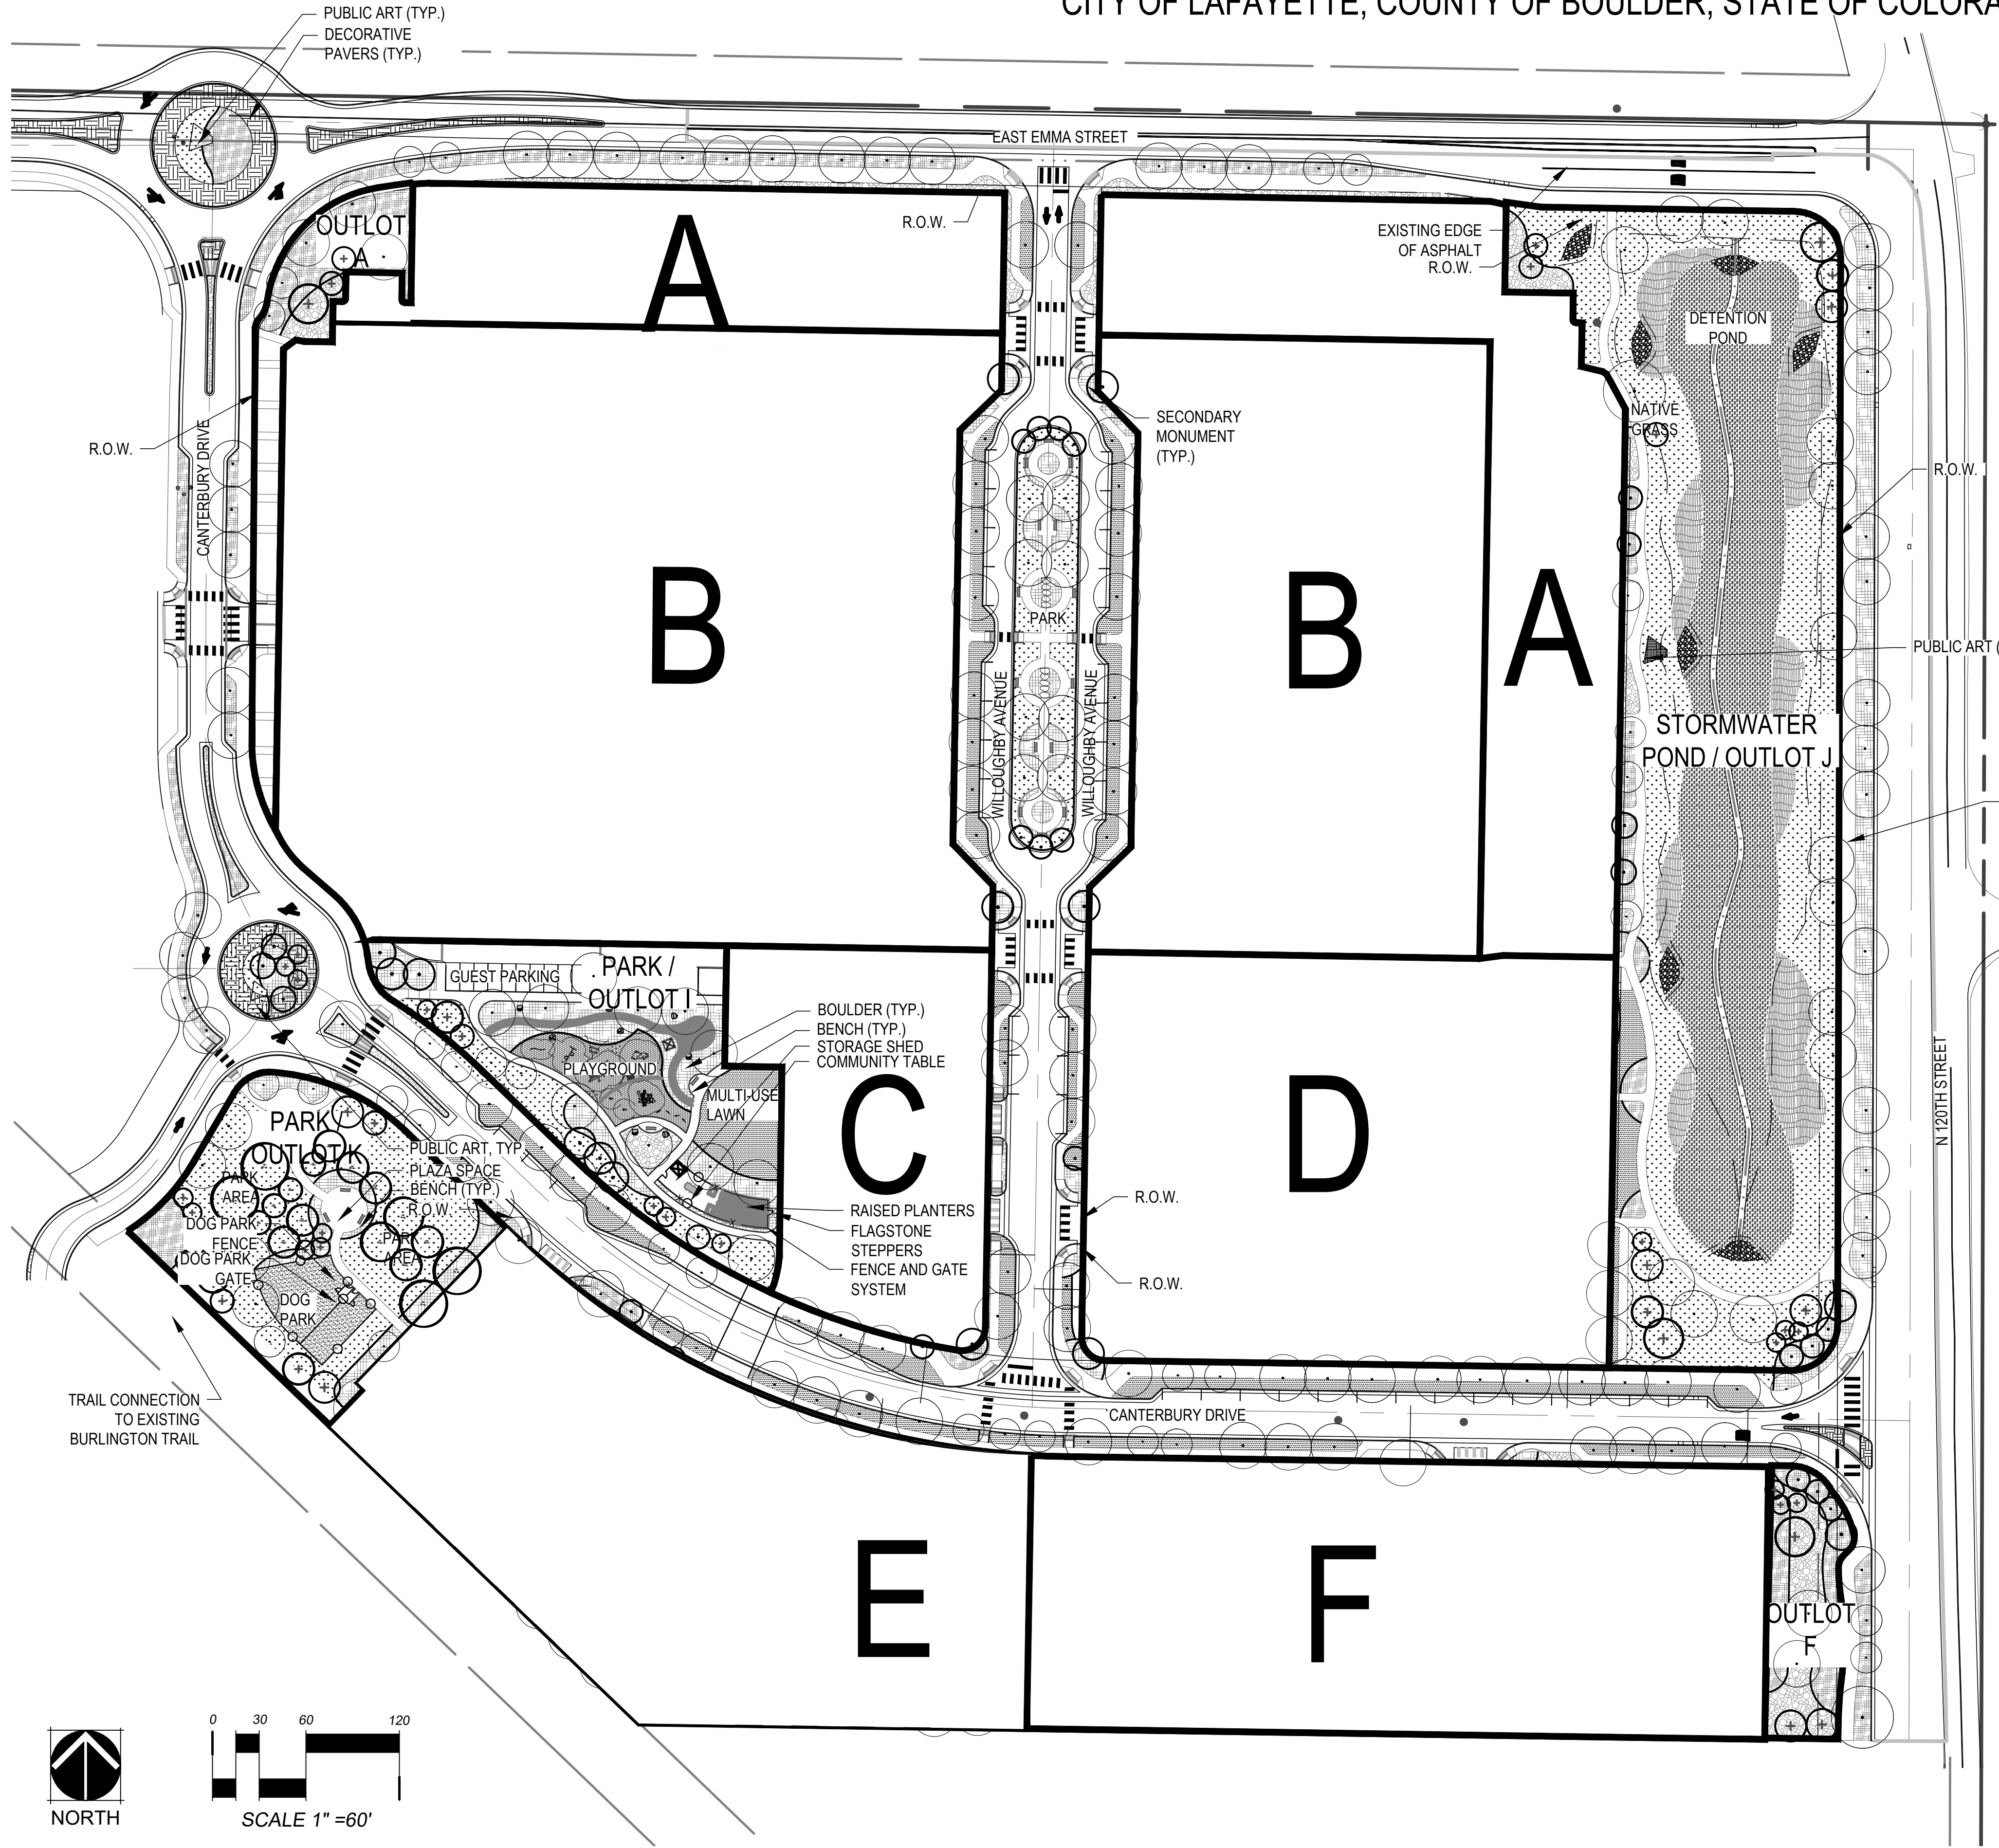 CITY OF LAFAYETTE, COUNTY OF BOULDER, STATE OF
PUBLIC ART (TYP.)
DECORATIVE
PAVERS (TYP.)
EAST EMMA STREET
OUTLOT
A
A
R.O.W.
EXISTING EDGE
OF ASPHALT
R.O.W.
DETENTION
POND
NATIVE
GRASS
SECONDARY
MONUMENT
(TYP.)
R.O.W.
CANTERBURY DRIVE
R.O.W.
B
PARK
WILLOUGHBY AVENUE
WILLOUGHBY AVENUE
B
A
PUBLIC ART (
STORMWATER
POND / OUTLOT J
GUEST PARKING
PARK /
OUTLOT I
PLAYGROUND
MULTI-USE
LAWN
BOULDER (TYP.)
BENCH (TYP.)
STORAGE SHED
COMMUNITY TABLE
C
D
N 120TH STREET
PARK /
OUTLOT K
PARK
AREA
PUBLIC ART, TYP.
PLAZA SPACE
BENCH (TYP.)
R.O.W.
DOG PARK
FENCE
DOG PARK
GATE
PARK
AREA
DOG
PARK
RAISED PLANTERS
FLAGSTONE
STEPPERS
FENCE AND GATE
SYSTEM
R.O.W.
R.O.W.
TRAIL CONNECTION
TO EXISTING
BURLINGTON TRAIL
CANTERBURY DRIVE
E
F
OUTLOT
F
NORTH
0 30 60 120
SCALE 1" =60'